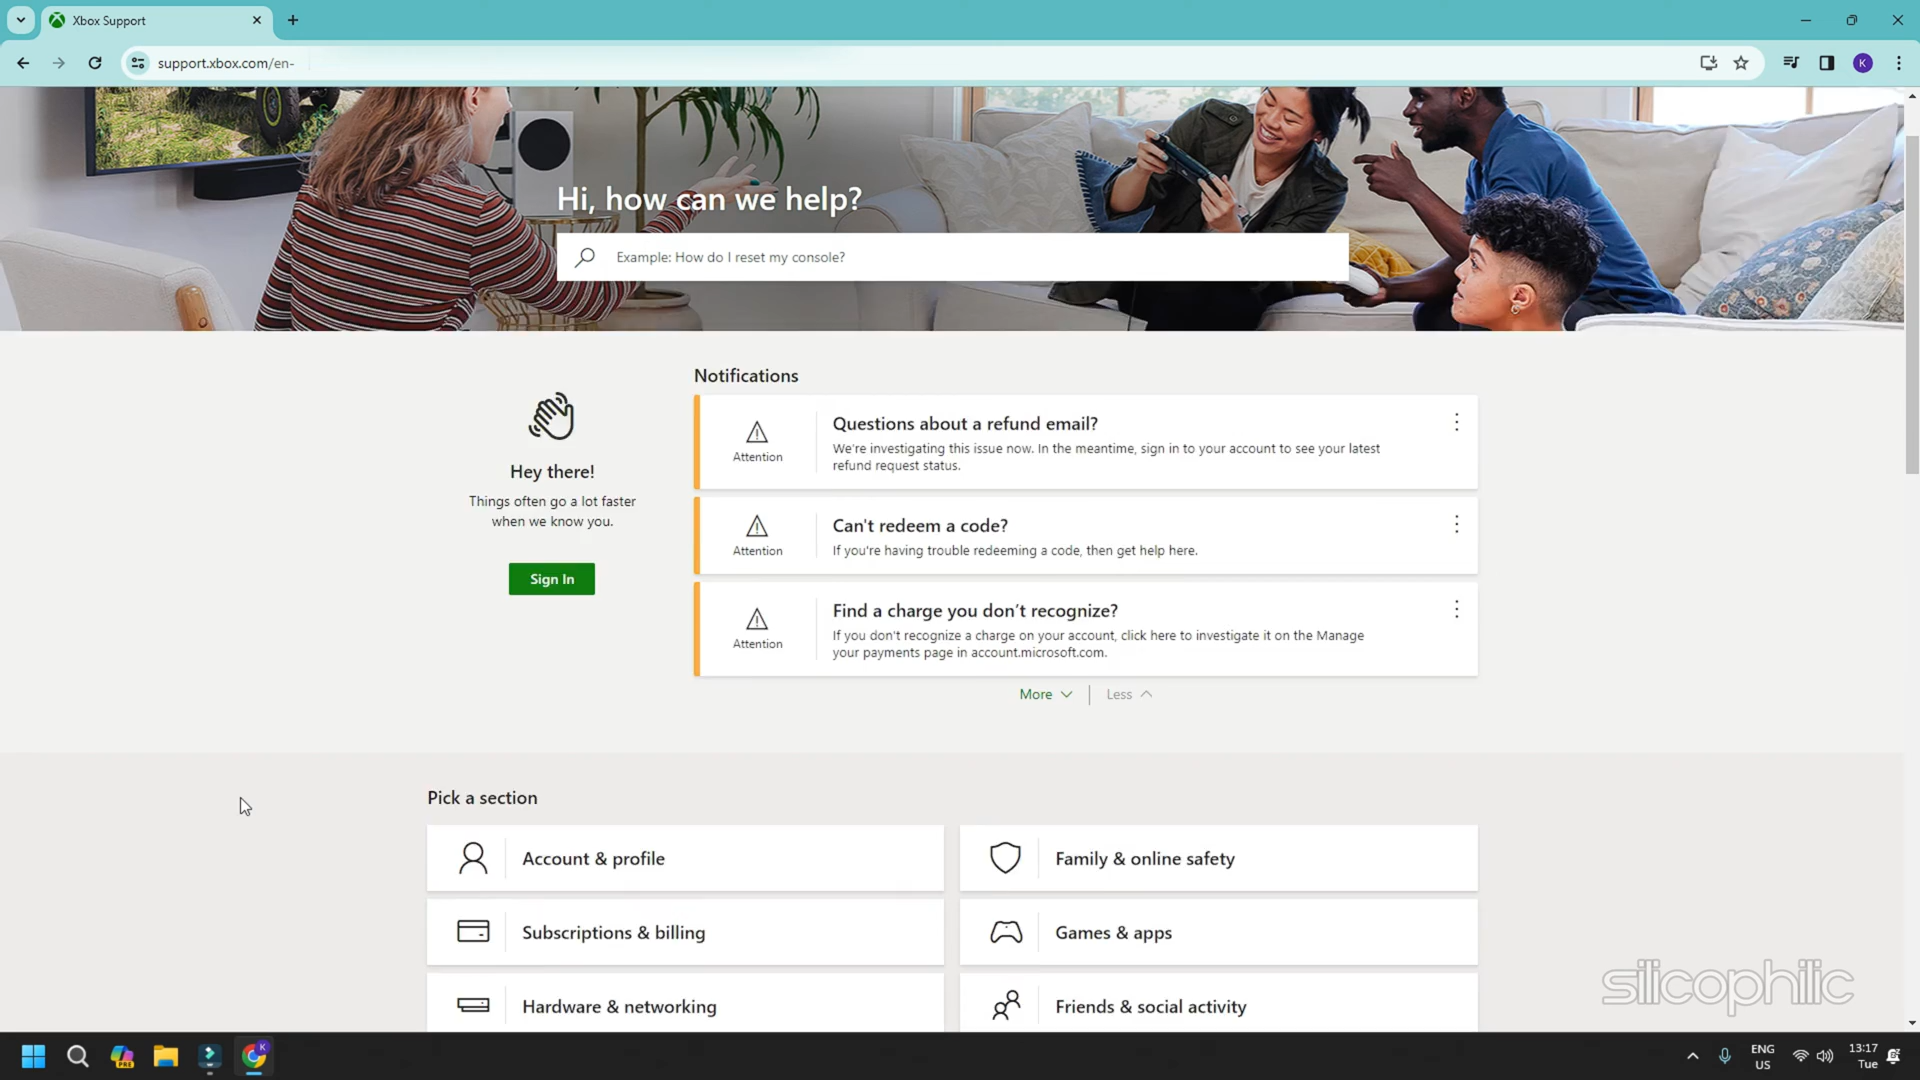 Xbox Support
support.xbox.com/en-
K
Hi, how can we help?
Example: How do I reset my console?
Notifications
Hey there!
Things often go a lot faster
when we know you.
Sign In
Attention
Questions about a refund email?
We're investigating this issue now. In the meantime, sign in to your account to see your latest
refund request status.
Attention
Can't redeem a code?
If you're having trouble redeeming a code, then get help here.
Attention
Find a charge you don’t recognize?
If you don't recognize a charge on your account, click here to investigate it on the Manage
your payments page in account.microsoft.com.
More
Less
Pick a section
Account & profile
Family & online safety
Subscriptions & billing
Games & apps
Hardware & networking
Friends & social activity
silicophilic
PRE
K
ENG
US
13:17
Tue